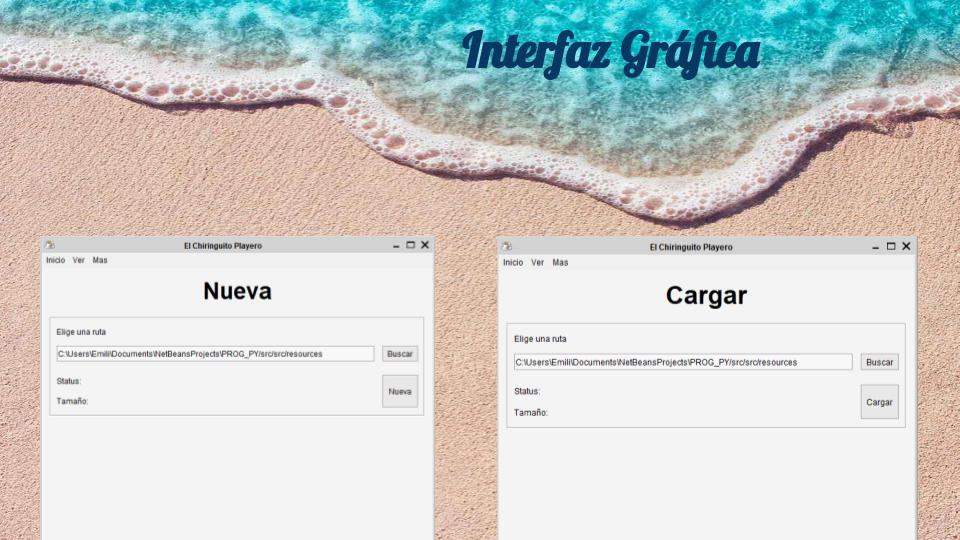 Interfaz Gráfica
El Chiringuito Playero
Inicio Ver Mas
Nueva
Elige una ruta
C:\Users\Emili\Documents\NetBeansProjects\PROG_PY/src/src/resources
Buscar
Status:
Nueva
Tamaño:
El Chiringuito Playero
Inicio Ver Mas
Cargar
Elige una ruta
C:\Users\Emili\Documents\NetBeansProjects\PROG_PY/src/src/resources
Buscar
Status:
Cargar
Tamaño: